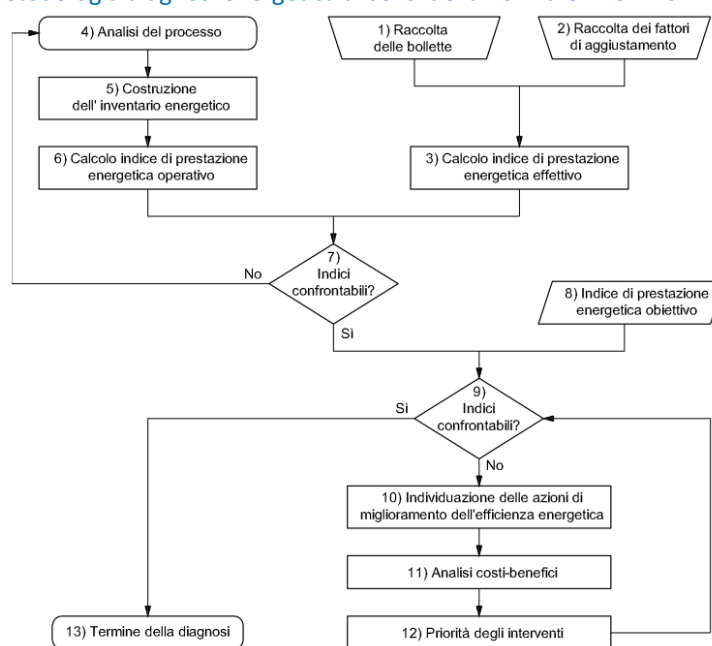 4) Analisi del processo
1) Raccolta
delle bollette
2) Raccolta dei fattori
di aggiustamento
5) Costruzione
dell' inventario energetico
6) Calcolo indice di prestazione
energetica operativo
3) Calcolo indice di prestazione
energetica effettivo
7)
Indici
confrontabili?
No
Sì
8) Indice di prestazione
energetica obiettivo
9)
Indici
confrontabili?
Sì
No
10) Individuazione delle azioni di
miglioramento dell'efficienza energetica
11) Analisi costi-benefici
13) Termine della diagnosi
12) Priorità degli interventi